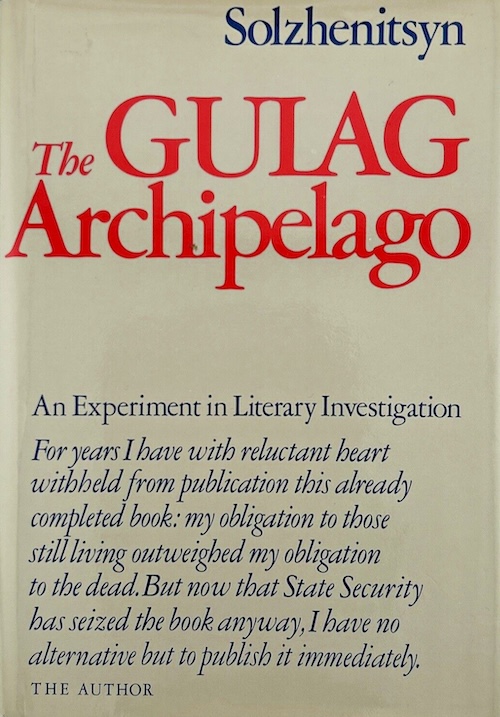 Solzhenitsyn
The GULAG
Archipelago
An Experiment in Literary Investigation
For years I have with reluctant heart
withheld from publication this already
completed book: my obligation to those
still living outweighed my obligation
to the dead. But now that State Security
has seized the book anyway, I have no
alternative but to publish it immediately.
THE AUTHOR